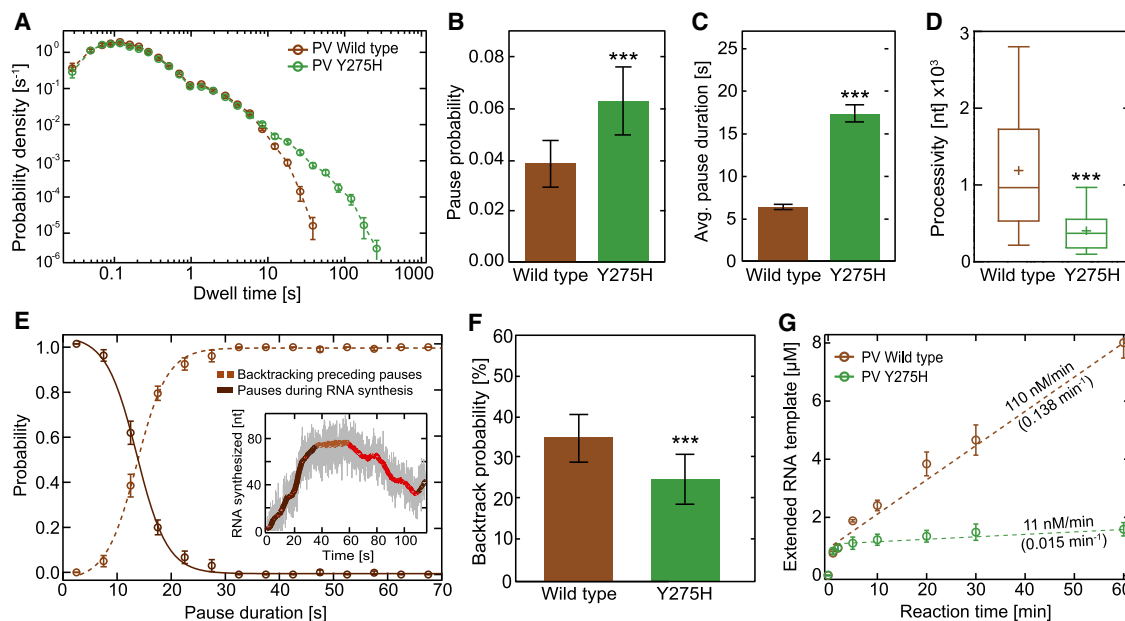 A
Probability density [s⁻¹]
10⁰
10⁻¹
10⁻²
10⁻³
10⁻⁴
10⁻⁵
10⁻⁶
0.1
1
10
100
1000
Dwell time [s]
PV Wild type
PV Y275H
B
Pause probability
0.08
0.06
0.04
0.02
0.00
***
Wild type
Y275H
C
Avg. pause duration [s]
25
20
15
10
5
0
***
Wild type
Y275H
D
Processivity [nt] x10³
3
2
1
0
***
Wild type
Y275H
E
Probability
1.0
0.8
0.6
0.4
0.2
0.0
0
10
20
30
40
50
60
70
Pause duration [s]
Backtracking preceding pauses
Pauses during RNA synthesis
RNA synthesized [nt]
80
40
0
0
20
40
60
80
100
Time [s]
F
Backtrack probability [%]
60
50
40
30
20
10
0
***
Wild type
Y275H
G
Extended RNA template [µM]
8
6
4
2
0
0
10
20
30
40
50
60
Reaction time [min]
PV Wild type
PV Y275H
110 nM/min
(0.138 min⁻¹)
11 nM/min
(0.015 min⁻¹)